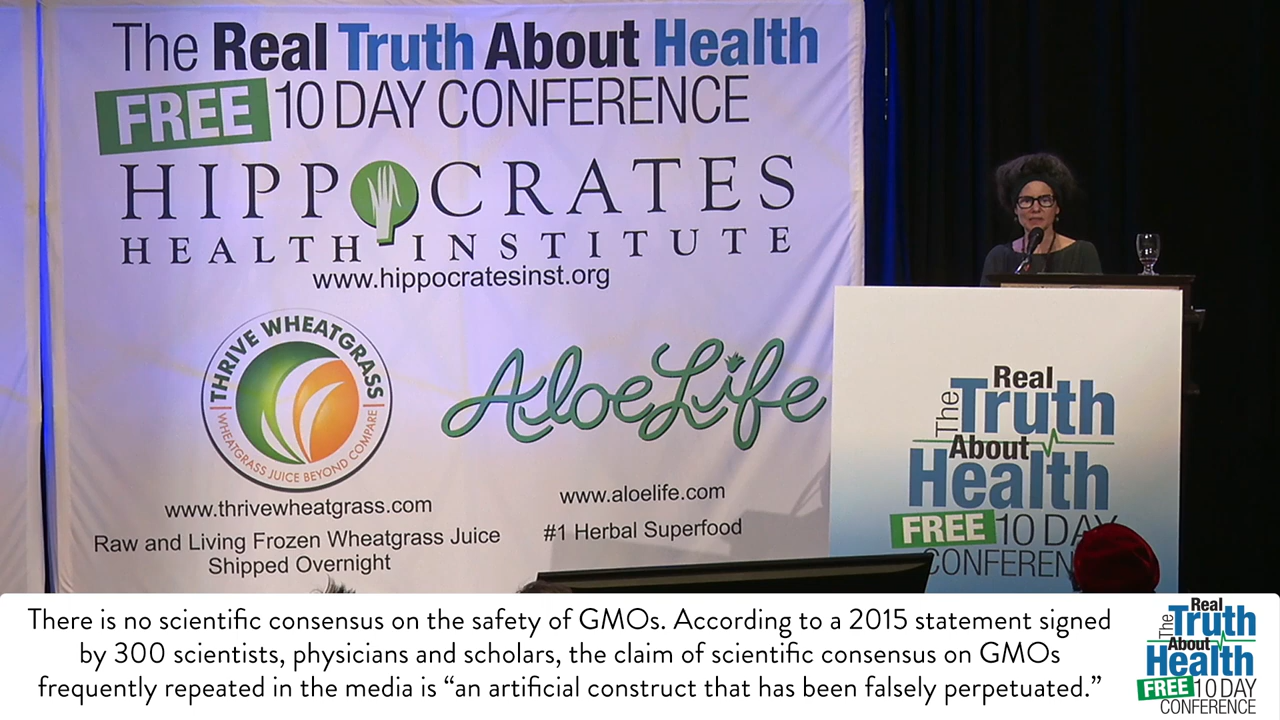 The Real Truth About Health
FREE 10 DAY CONFERENCE
HIPPOCRATES
HEALTH INSTITUTE
www.hippocratesinst.org
THRIVE WHEATGRASS
WHEATGRASS JUICE BEYOND COMPARE
www.thrivewheatgrass.com
Raw and Living Frozen Wheatgrass Juice
Shipped Overnight
AloeLife
www.aloelife.com
#1 Herbal Superfood
The Real
Truth
About
Health
FREE 10 DAY
CONFEREN
There is no scientific consensus on the safety of GMOs. According to a 2015 statement signed
by 300 scientists, physicians and scholars, the claim of scientific consensus on GMOs
frequently repeated in the media is “an artificial construct that has been falsely perpetuated.”
The Real
Truth
About
Health
FREE 10 DAY
CONFERENCE